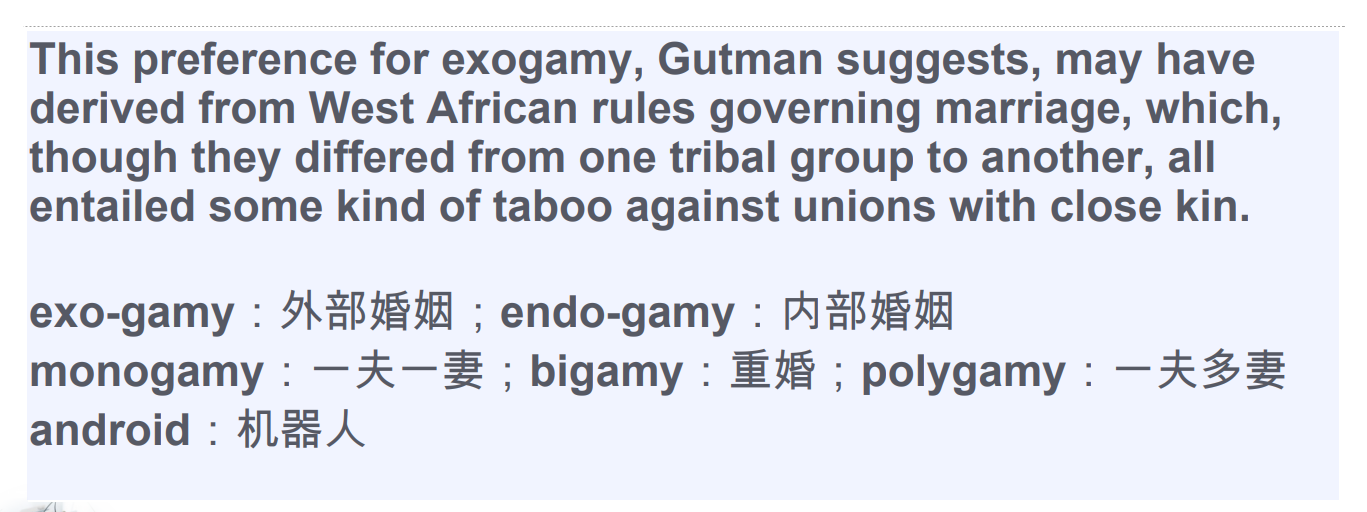 This preference for exogamy, Gutman suggests, may have
derived from West African rules governing marriage, which,
though they differed from one tribal group to another, all
entailed some kind of taboo against unions with close kin.
exo-gamy：外部婚姻；endo-gamy：内部婚姻
monogamy：一夫一妻；bigamy：重婚；polygamy：一夫多妻
android：机器人